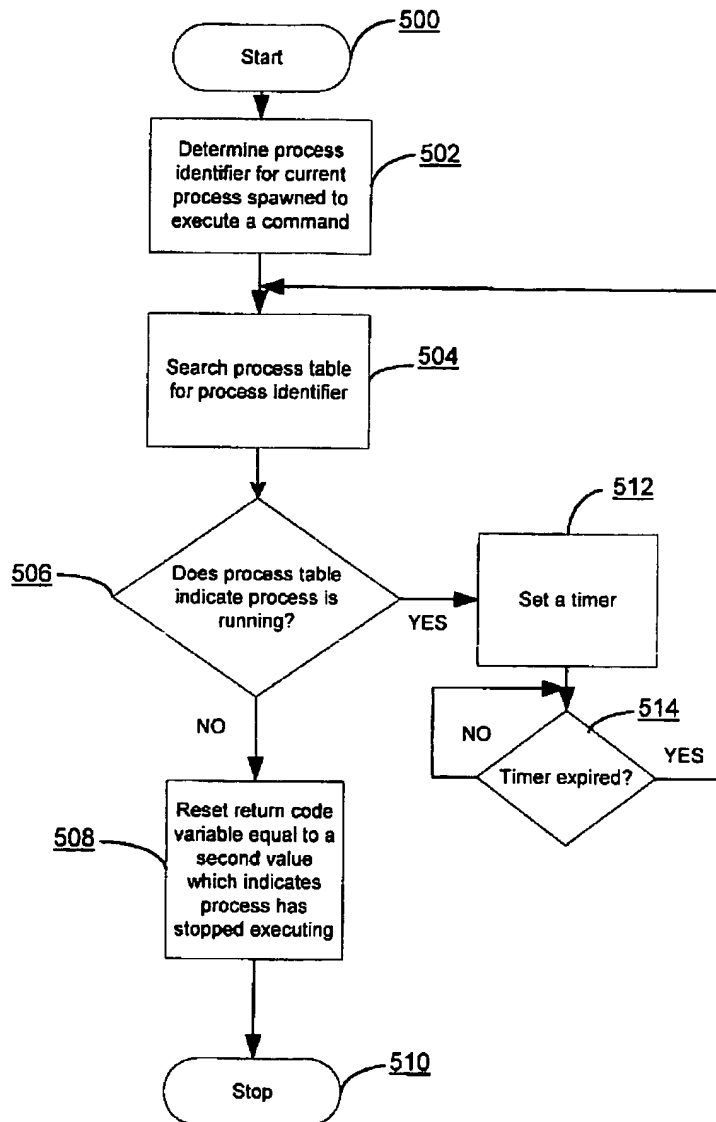 500
Start
Determine process
identifier for current
process spawned to
execute a command
502
Search process table
for process identifier
504
512
506
Does process table
indicate process is
running?
YES
Set a timer
NO
514
NO
YES
Timer expired?
508
Reset return code
variable equal to a
second value
which indicates
process has
stopped executing
510
Stop